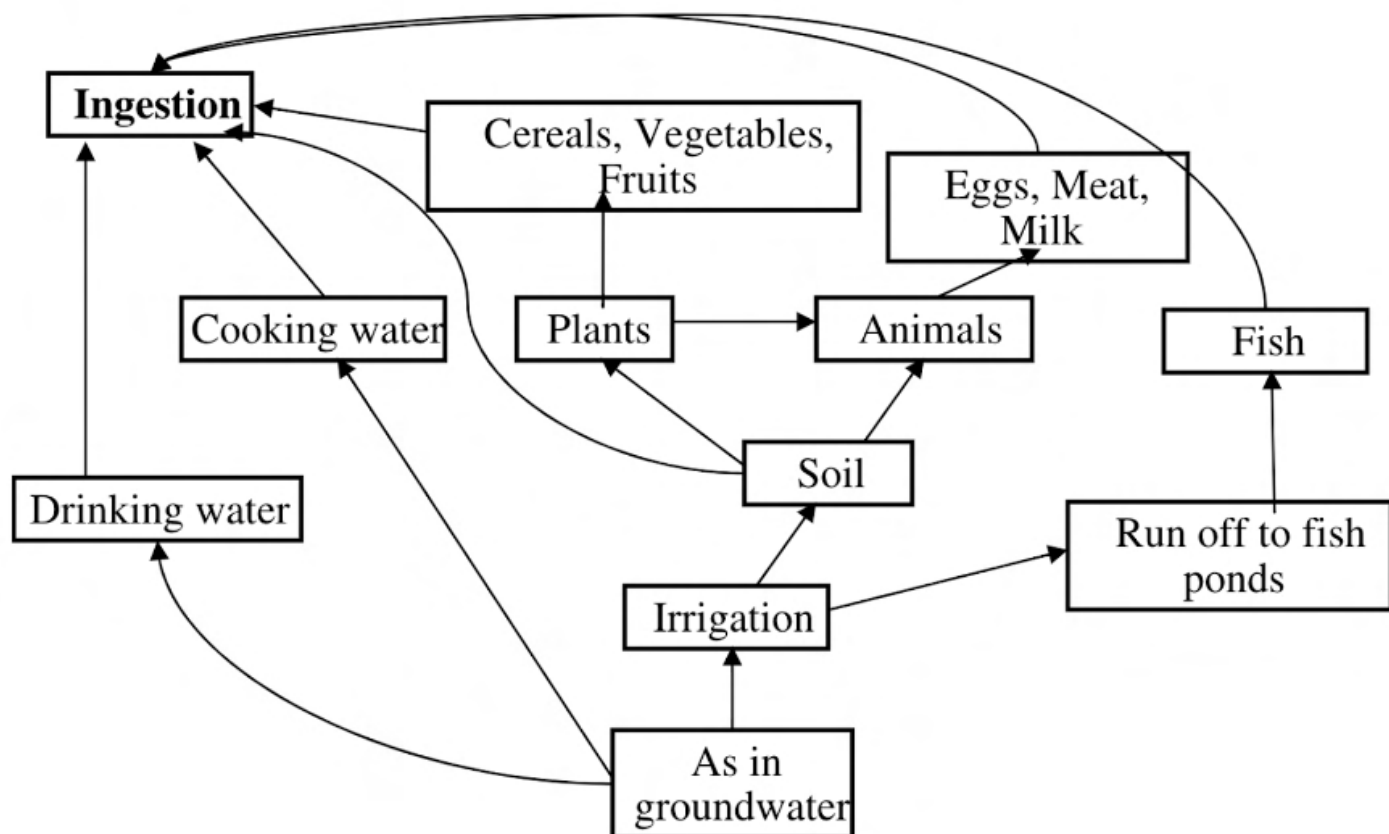 Ingestion
Cereals, Vegetables,
Fruits
Eggs, Meat,
Milk
Cooking water
Plants
Animals
Fish
Soil
Drinking water
Run off to fish
ponds
Irrigation
As in
groundwater